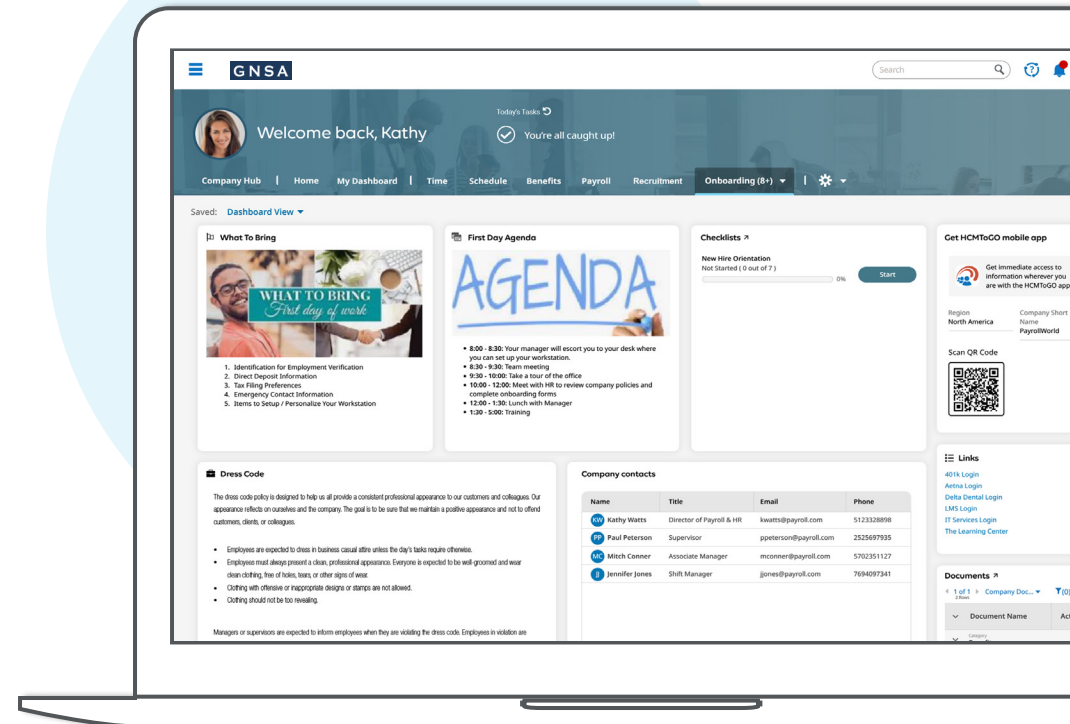 GNSA
Search
Welcome back, Kathy
Today's Tasks
You're all caught up!
Company Hub | Home My Dashboard | Time Schedule Benefits Payroll Recruitment Onboarding (8+) |
Saved: Dashboard View
What To Bring
WHAT TO BRING
First day of work
1. Identification for Employment Verification
2. Direct Deposit Information
3. Tax Filing Preferences
4. Emergency Contact Information
5. Items to Setup / Personalize Your Workstation
First Day Agenda
AGENDA
• 8:00 - 8:30: Your manager will escort you to your desk where
you can set up your workstation.
• 8:30 - 9:30: Team meeting
• 9:30 - 10:00: Take a tour of the office
• 10:00 - 12:00: Meet with HR to review company policies and
complete onboarding forms
• 12:00 - 1:30: Lunch with Manager
• 1:30 - 5:00: Training
Checklists
New Hire Orientation
Not Started ( 0 out of 7 )
0%
Start
Get HCMToGO mobile app
Get immediate access to
information wherever you
are with the HCMToGO app
Region
North America
Company Short
Name
PayrollWorld
Scan QR Code
Dress Code
The dress code policy is designed to help us all provide a consistent professional appearance to our customers and colleagues. Our
appearance reflects on ourselves and the company. The goal is to be sure that we maintain a positive appearance and not to offend
customers, clients, or colleagues.
• Employees are expected to dress in business casual attire unless the day's tasks require otherwise.
• Employees must always present a clean, professional appearance. Everyone is expected to be well-groomed and wear
clean clothing, free of holes, tears, or other signs of wear.
• Clothing with offensive or inappropriate designs or stamps are not allowed.
• Clothing should not be too revealing.
Managers or supervisors are expected to inform employees when they are violating the dress code. Employees in violation are
Company contacts
Name Title Email Phone
KW Kathy Watts Director of Payroll & HR kwatts@payroll.com 5123328898
PP Paul Peterson Supervisor ppeterson@payroll.com 2525697935
MC Mitch Conner Associate Manager mconner@payroll.com 5702351127
JJ Jennifer Jones Shift Manager jjones@payroll.com 7694097341
Links
401k Login
Aetna Login
Delta Dental Login
LMS Login
IT Services Login
The Learning Center
Documents
1 of 1 Company Doc... (0)
Rows
Document Name
Category